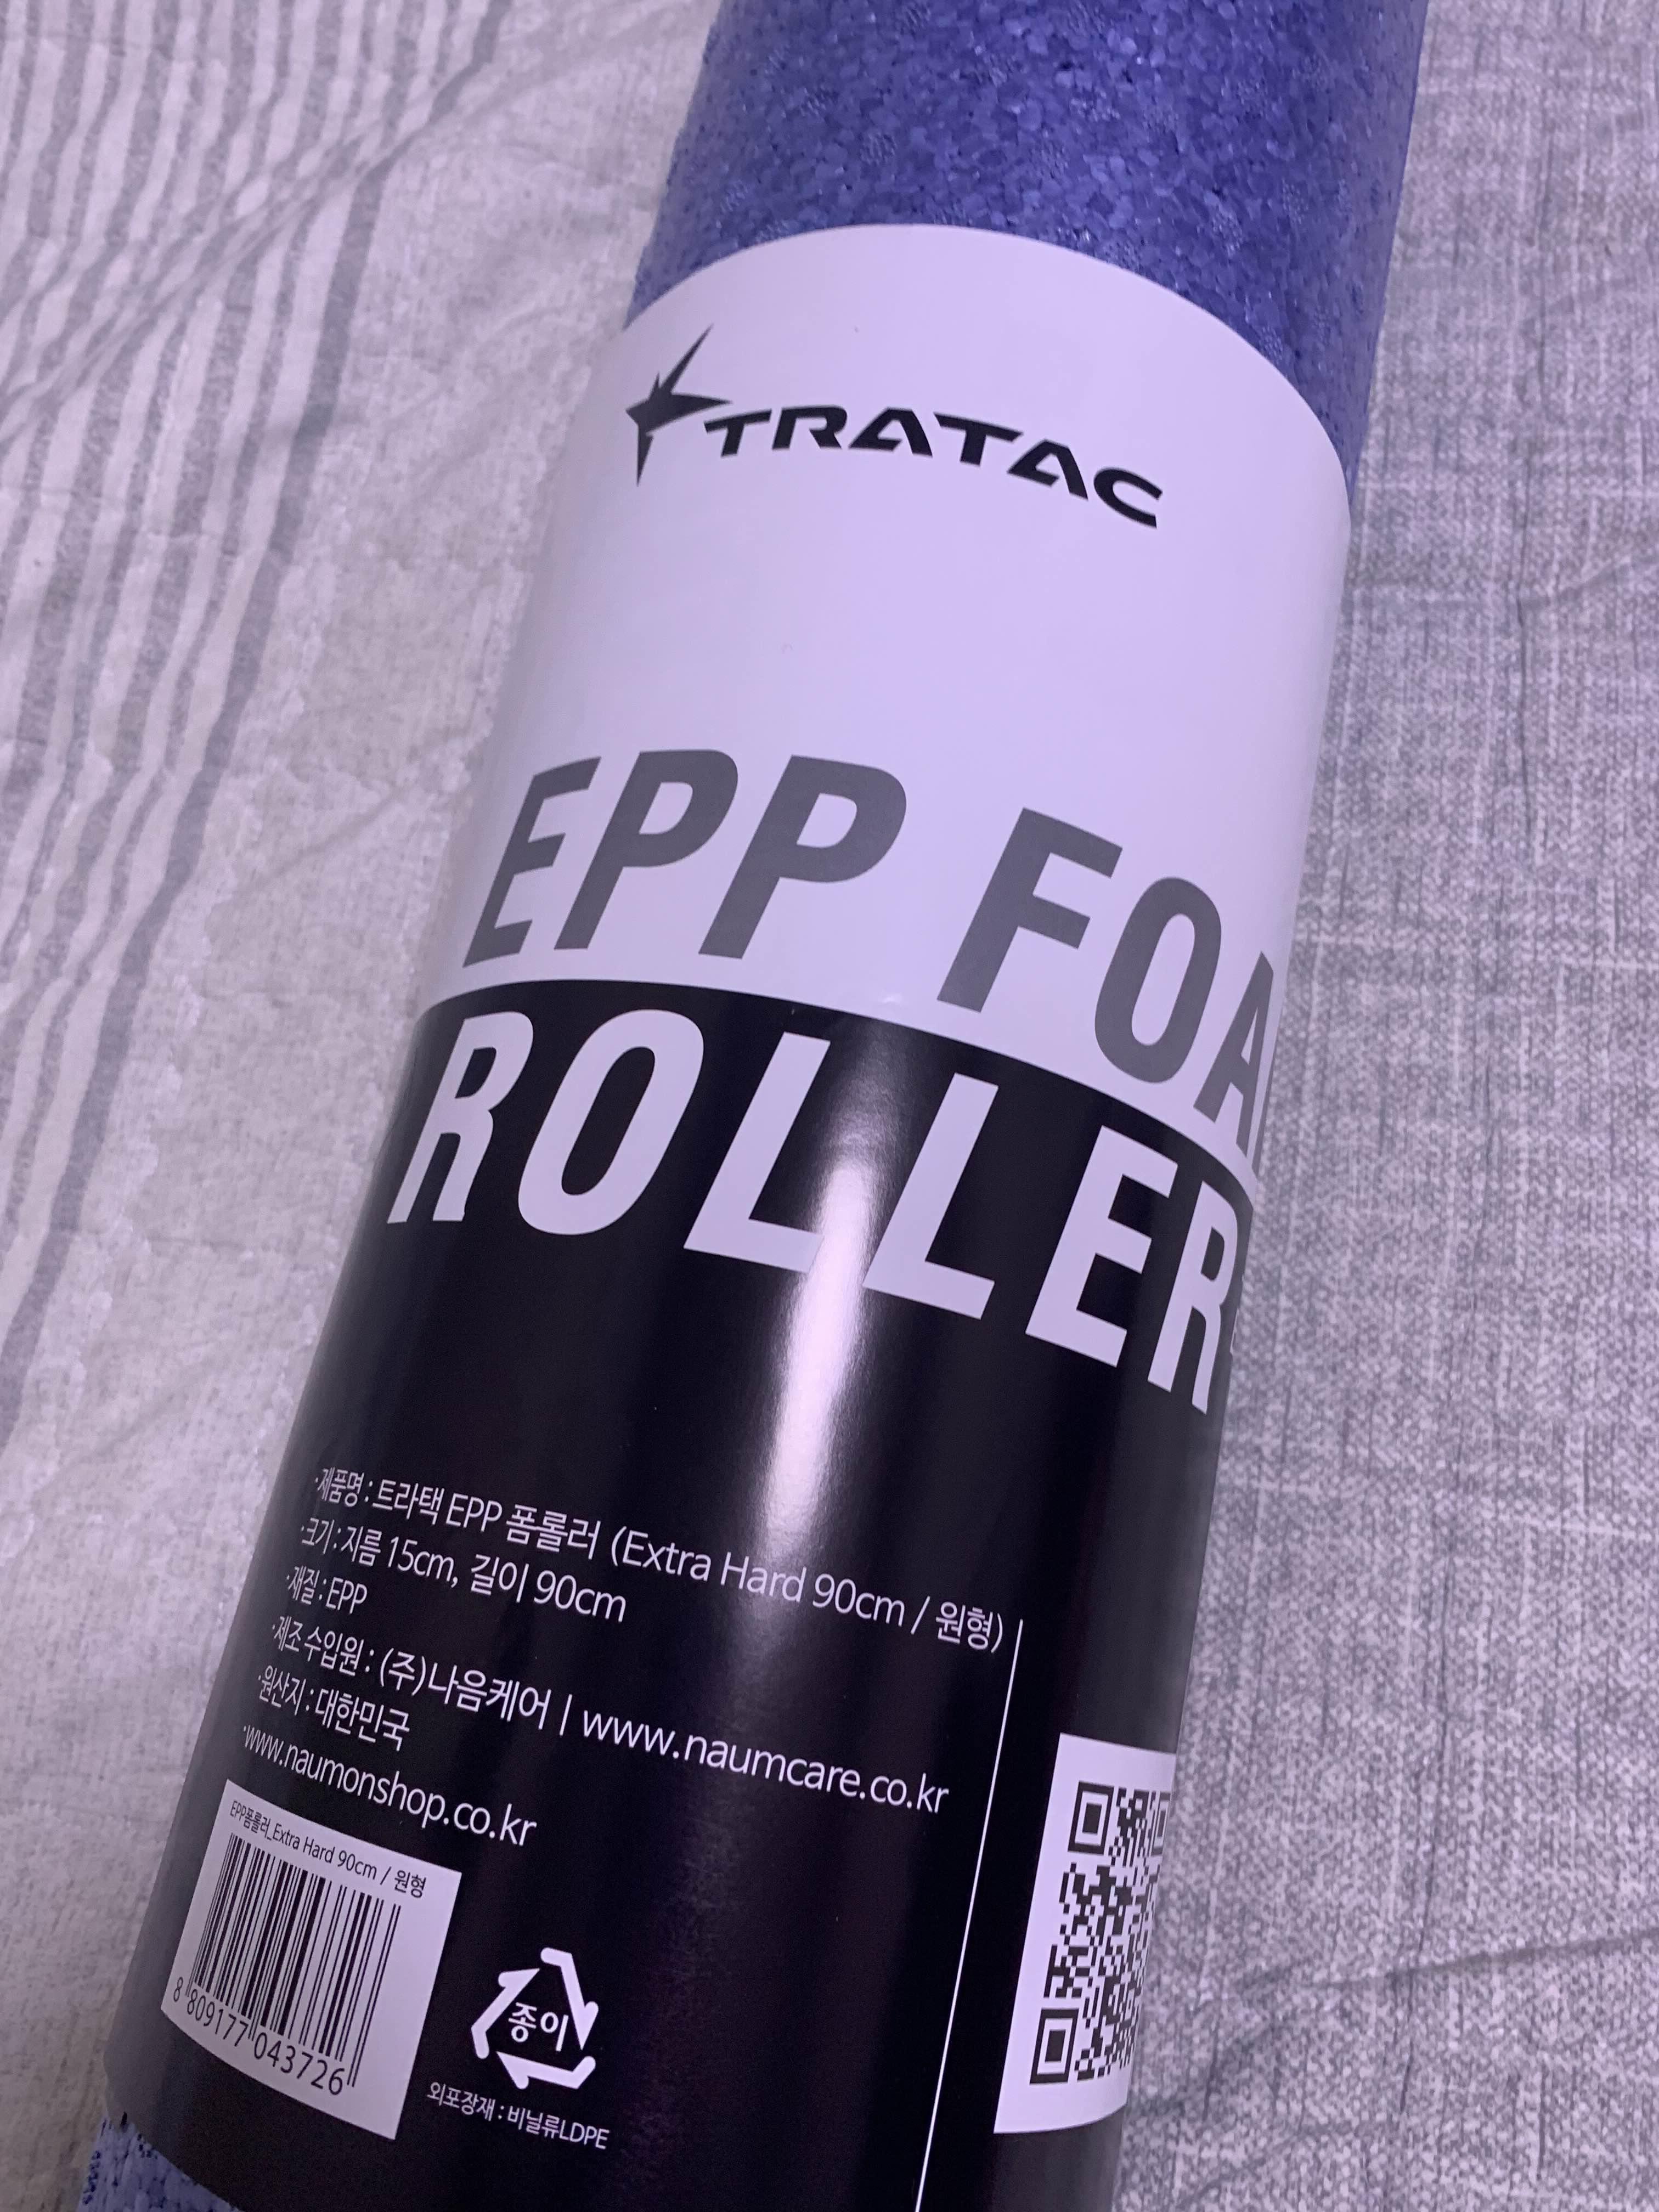 TRATAC
EPP FOA
ROLLER
·제품명 : 트라택 EPP 폼롤러 (Extra Hard 90cm / 원형)
·크기 : 지름 15cm, 길이 90cm
·재질 : EPP
·제조 수입원 : (주)나음케어 | www.naumcare.co.kr
·원산지 : 대한민국
·www.naumonshop.co.kr
EPP폼롤러_Extra Hard 90cm / 원형
8 809177 043726
종이
외포장재 : 비닐류LDPE